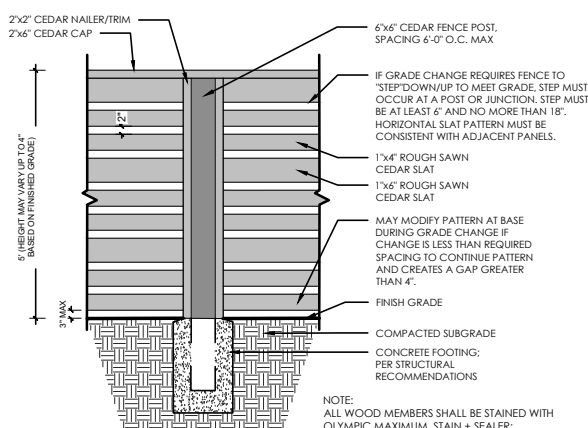 2"x2" CEDAR NAILER/TRIM
2"x6" CEDAR CAP
6"x6" CEDAR FENCE POST,
SPACING 6'-0" O.C. MAX
IF GRADE CHANGE REQUIRES FENCE TO
"STEP"DOWN/UP TO MEET GRADE, STEP MUST
OCCUR AT A POST OR JUNCTION. STEP MUST
BE AT LEAST 6" AND NO MORE THAN 18".
HORIZONTAL SLAT PATTERN MUST BE
CONSISTENT WITH ADJACENT PANELS.
2"
1"x4" ROUGH SAWN
CEDAR SLAT
1"x6" ROUGH SAWN
CEDAR SLAT
5' (HEIGHT MAY VARY UP TO 4"
BASED ON FINISHED GRADE)
MAY MODIFY PATTERN AT BASE
DURING GRADE CHANGE IF
CHANGE IS LESS THAN REQUIRED
SPACING TO CONTINUE PATTERN
AND CREATES A GAP GREATER
THAN 4".
3" MAX
FINISH GRADE
COMPACTED SUBGRADE
CONCRETE FOOTING;
PER STRUCTURAL
RECOMMENDATIONS
NOTE:
ALL WOOD MEMBERS SHALL BE STAINED WITH
OLYMPIC MAXIMUM, STAIN + SEALER;